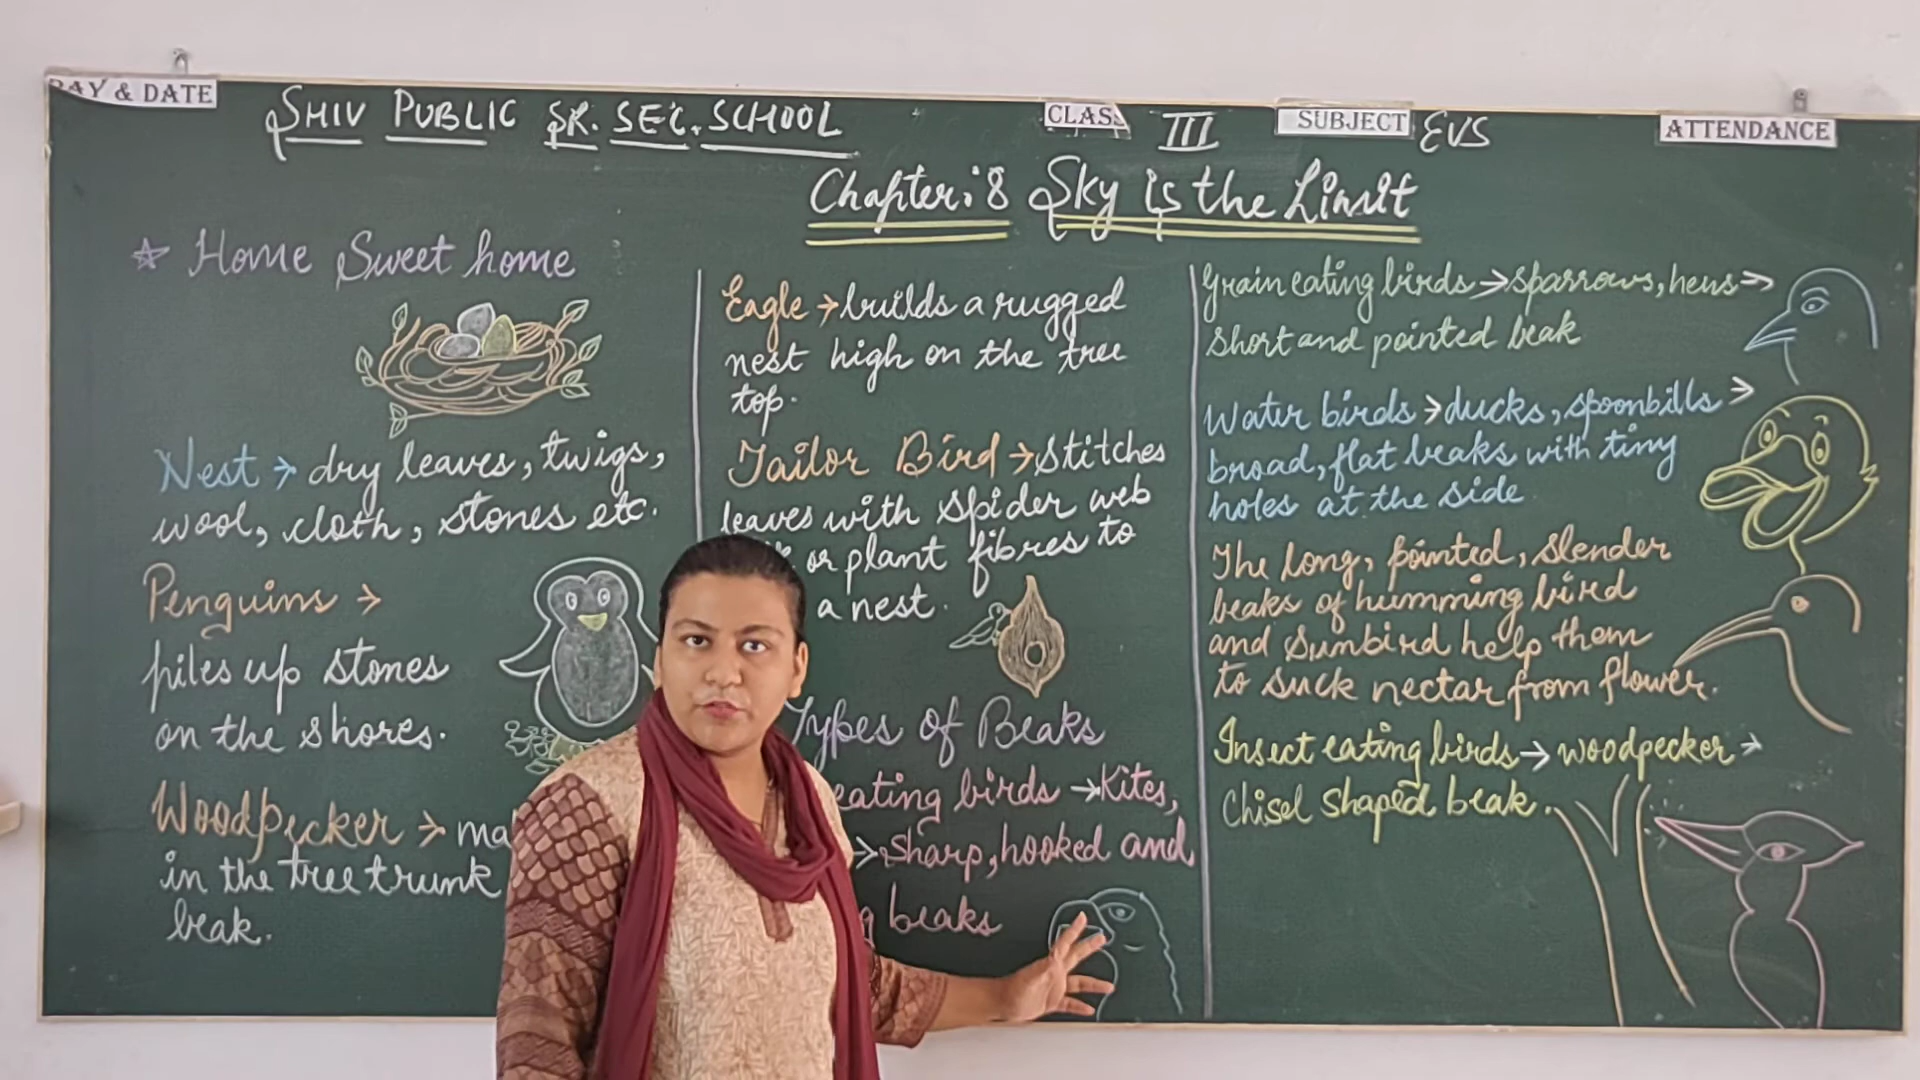 DAY & DATE
SHIV PUBLIC SR. SEC. SCHOOL
CLASS III
SUBJECT EVS
ATTENDANCE
Chapter: 8 Sky is the Limit
☆ Home Sweet home
Nest → dry leaves, twigs,
wool, cloth, stones etc.
Penguins →
piles up stones
on the shores.
Woodpecker →
in the tree trunk
beak.
Eagle → builds a rugged
nest high on the tree
top.
Tailor Bird → stitches
leaves with spider web
or plant fibres to
a nest.
Types of Beaks
eating birds → Kites,
→ sharp, hooked and
beaks
Grain eating birds → sparrows, hens →
short and pointed beak
Water birds → ducks, spoonbills →
broad, flat beaks with tiny
holes at the side
The long, pointed, slender
beaks of humming bird
and sunbird help them
to suck nectar from flower.
Insect eating birds → woodpecker →
Chisel shaped beak.